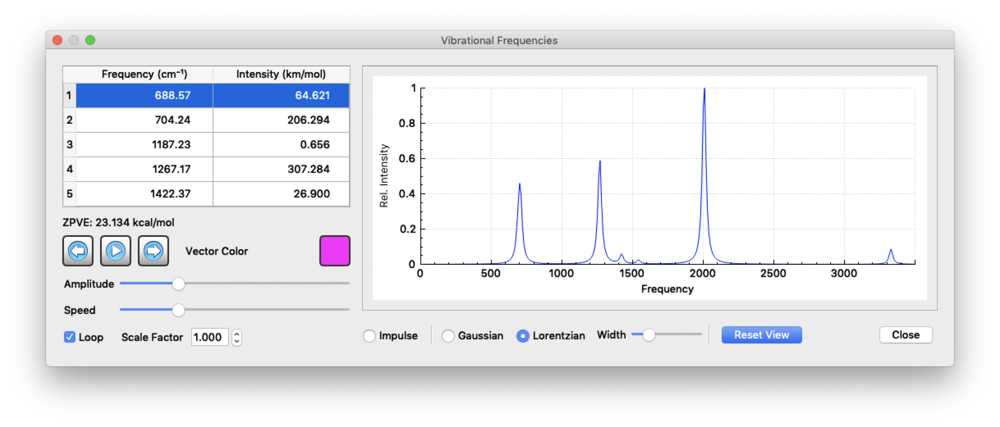 Vibrational Frequencies
Frequency (cm⁻¹) Intensity (km/mol)
1 688.57 64.621
2 704.24 206.294
3 1187.23 0.656
4 1267.17 307.284
5 1422.37 26.900
ZPVE: 23.134 kcal/mol
Vector Color
Amplitude
Speed
Loop Scale Factor 1.000
1
0.8
0.6
0.4
0.2
0
Rel. Intensity
0 500 1000 1500 2000 2500 3000
Frequency
Impulse Gaussian Lorentzian Width Reset View Close